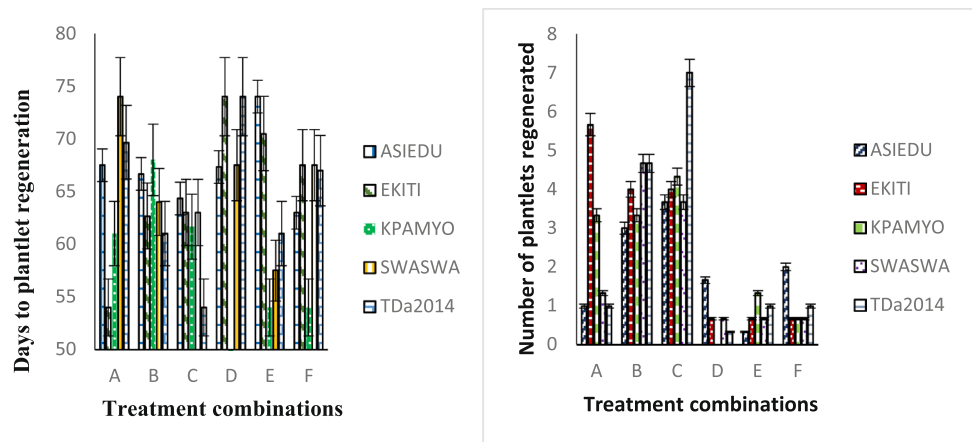 80
75
70
65
60
55
50
Days to plantlet regeneration
A B C D E F
Treatment combinations
ASIEDU
EKITI
KPAMYO
SWASWA
TDa2014
8
7
6
5
4
3
2
1
0
Number of plantlets regenerated
A B C D E F
Treatment combinations
ASIEDU
EKITI
KPAMYO
SWASWA
TDa2014